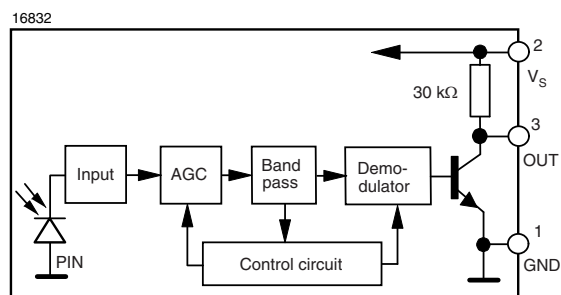 16832
2
V_S
30 kΩ
3
OUT
Input
AGC
Band
pass
Demo-
dulator
1
GND
PIN
Control circuit